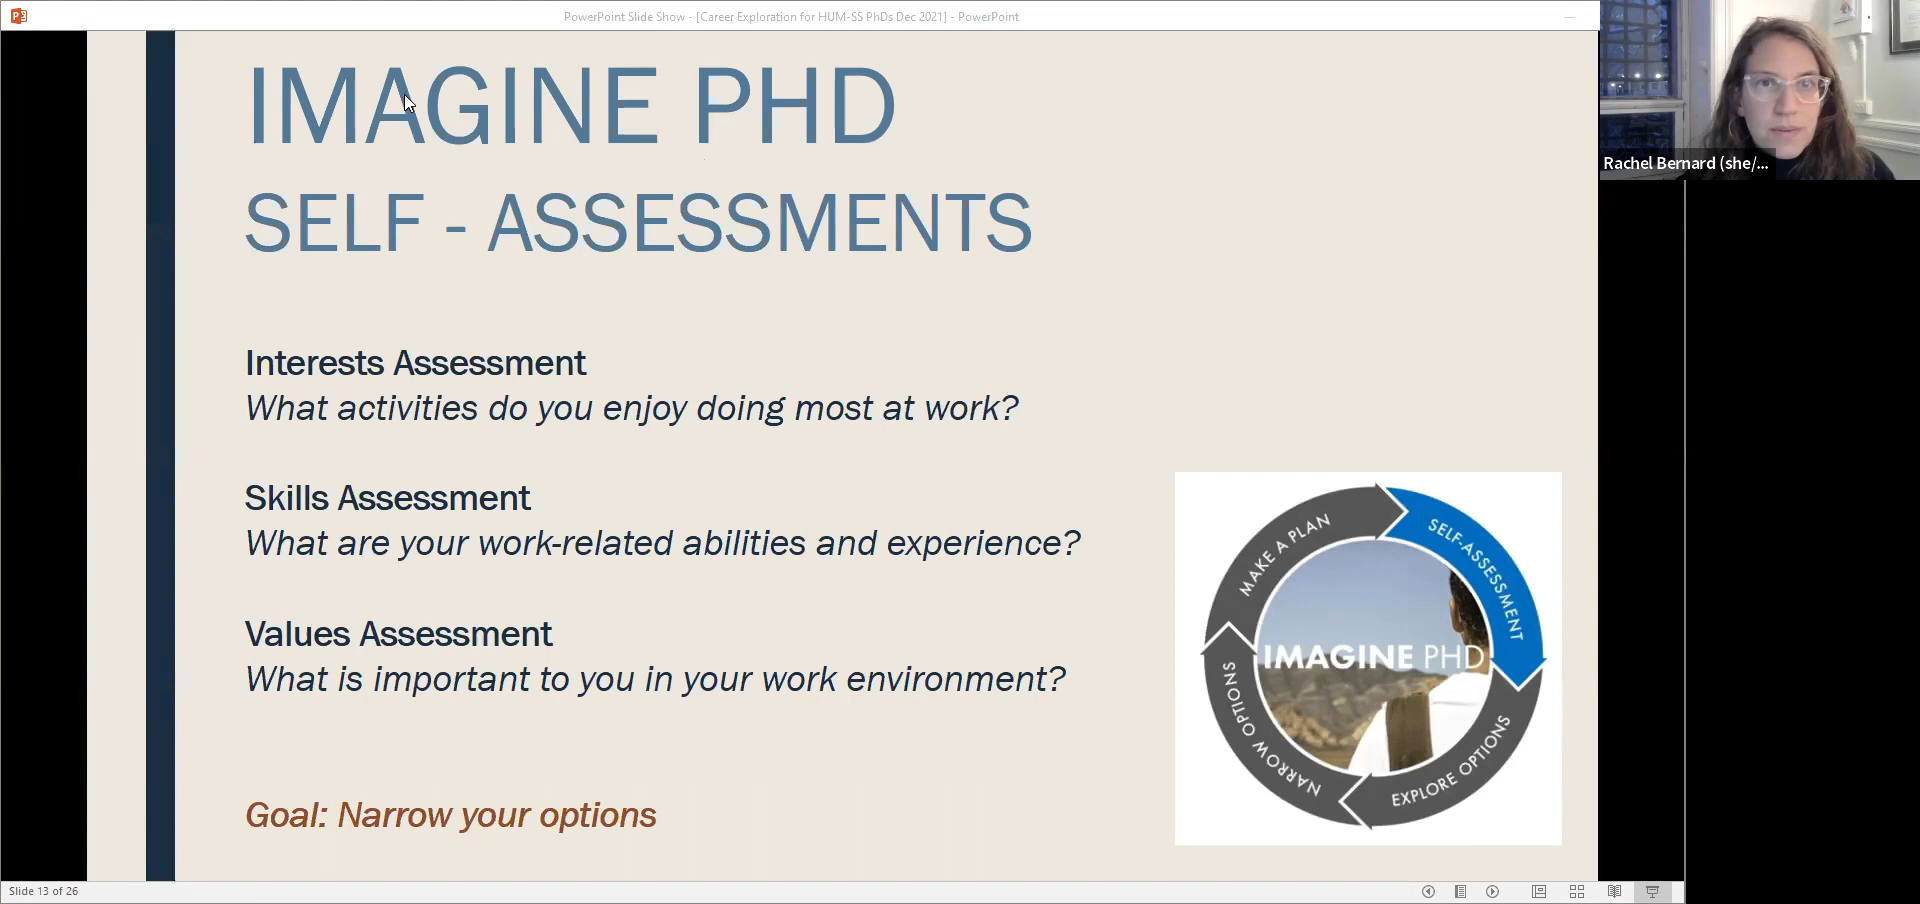 PowerPoint Slide Show - [Career Exploration for HUM-SS PhDs Dec 2021] - PowerPoint
IMAGINE PHD
SELF - ASSESSMENTS
Interests Assessment
What activities do you enjoy doing most at work?
Skills Assessment
What are your work-related abilities and experience?
Values Assessment
What is important to you in your work environment?
Goal: Narrow your options
MAKE A PLAN
SELF-ASSESSMENT
EXPLORE OPTIONS
NARROW OPTIONS
IMAGINE PHD
Rachel Bernard (she/...
Slide 13 of 26